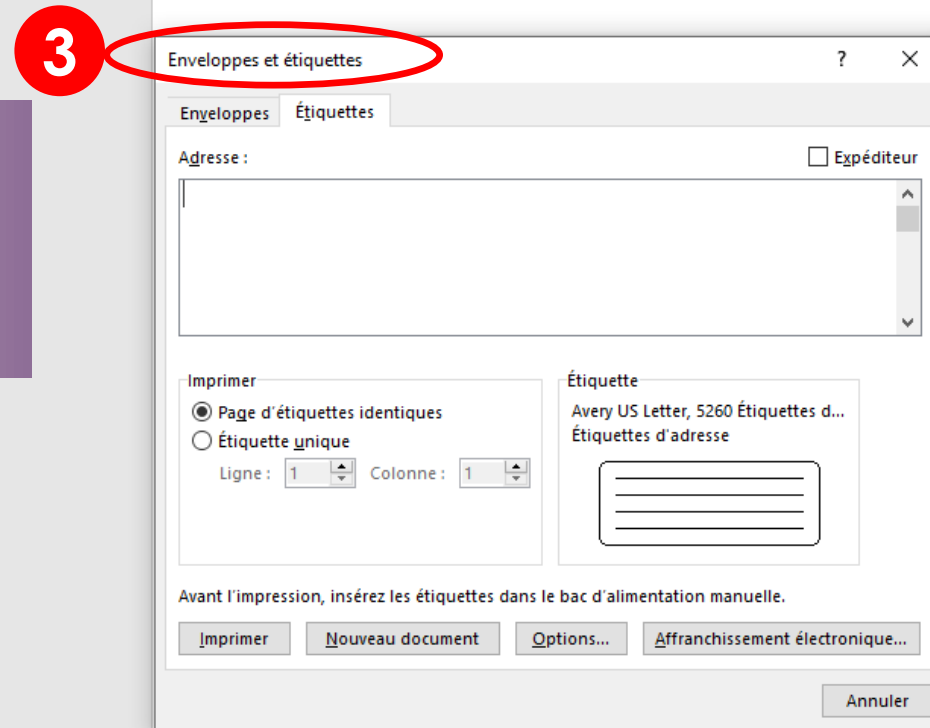 3
Enveloppes et étiquettes
?
Enveloppes Étiquettes
Adresse :
Expéditeur
Imprimer
Page d'étiquettes identiques
Étiquette unique
Ligne : 1 Colonne : 1
Étiquette
Avery US Letter, 5260 Étiquettes d...
Étiquettes d'adresse
Avant l'impression, insérez les étiquettes dans le bac d'alimentation manuelle.
Imprimer Nouveau document Options... Affranchissement électronique...
Annuler